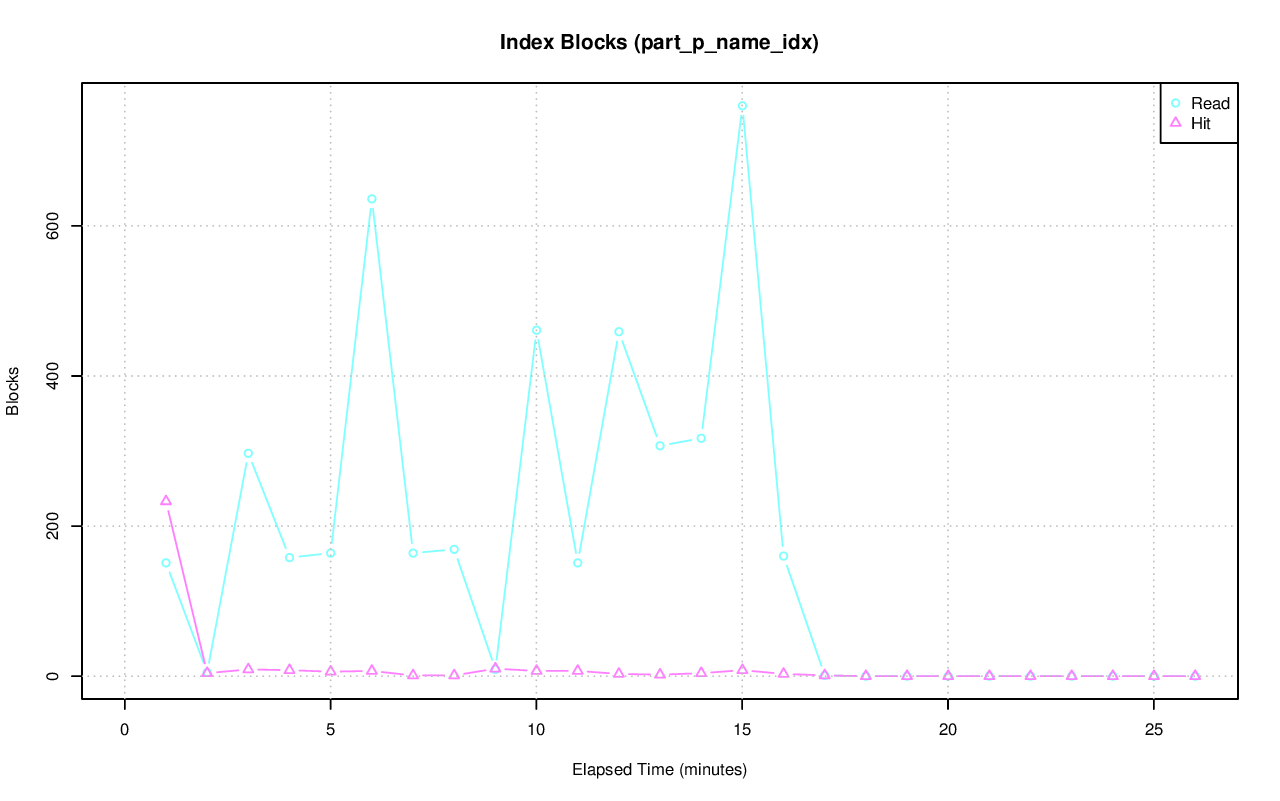 Index Blocks (part_p_name_idx)
Read
Hit
600
400
200
0
Blocks
0 5 10 15 20 25
Elapsed Time (minutes)